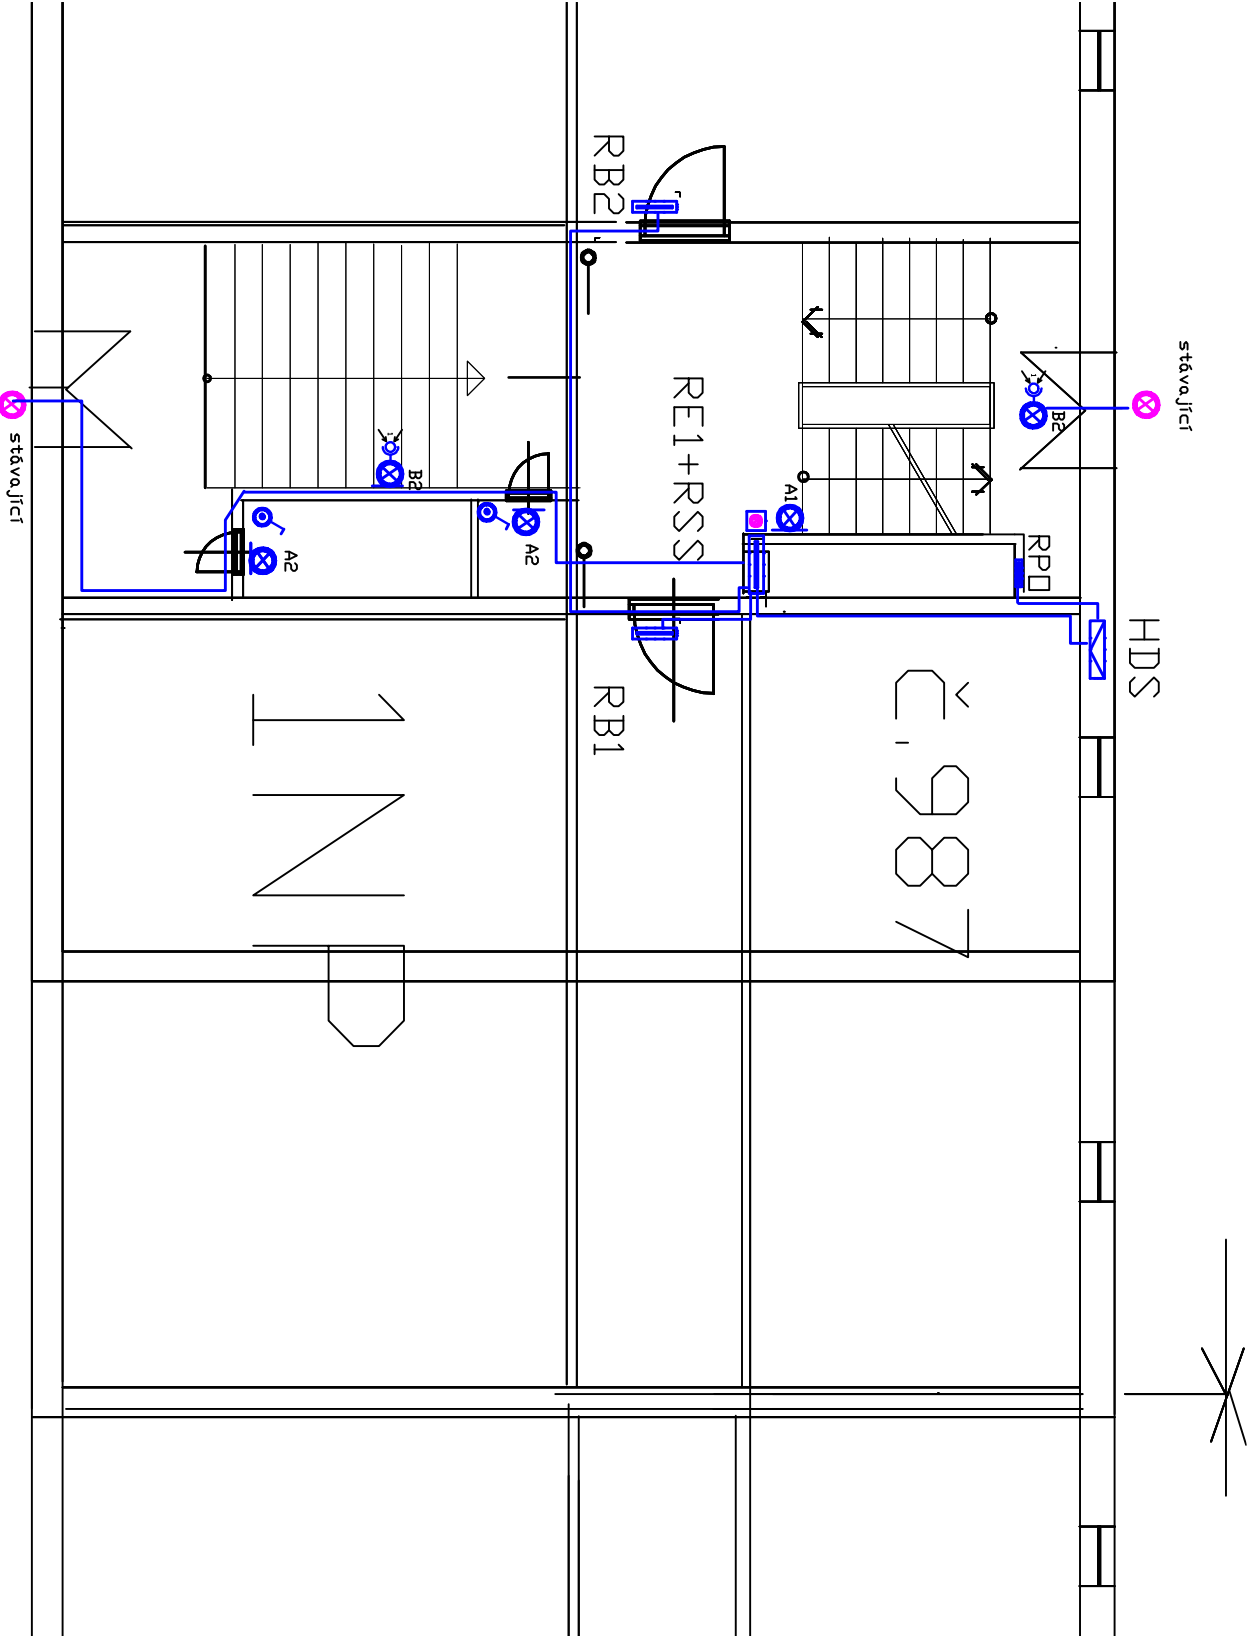 stávající
HDS
B2
RPO
Č.987
A1
RE1+RSS
RB2
RB1
A2
B2
A2
1NP
stávající